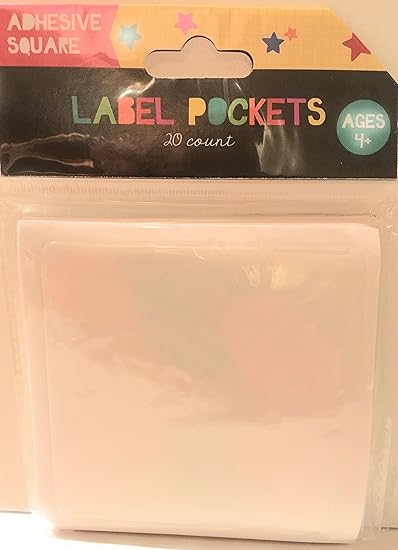 ADHESIVE
SQUARE
LABEL POCKETS
20 count
AGES
4+